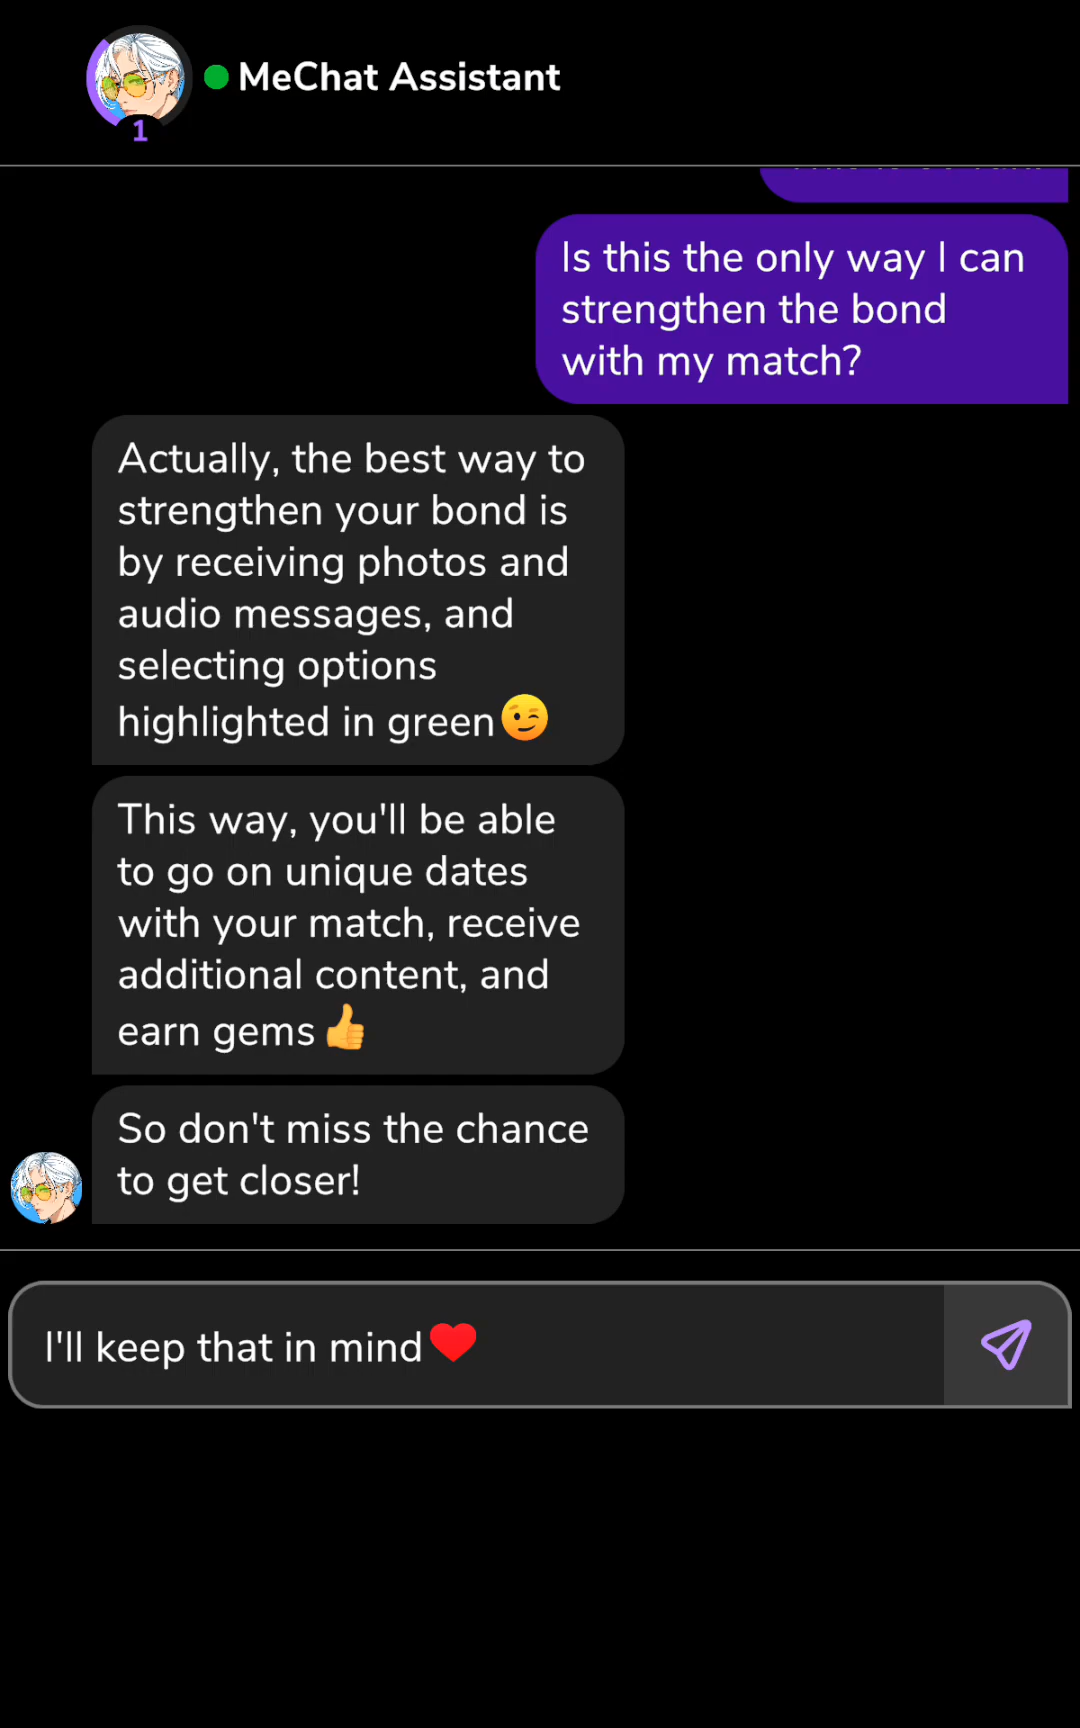 MeChat Assistant
1
Is this the only way I can
strengthen the bond
with my match?
Actually, the best way to
strengthen your bond is
by receiving photos and
audio messages, and
selecting options
highlighted in green😉
This way, you'll be able
to go on unique dates
with your match, receive
additional content, and
earn gems👍
So don't miss the chance
to get closer!
I'll keep that in mind❤️